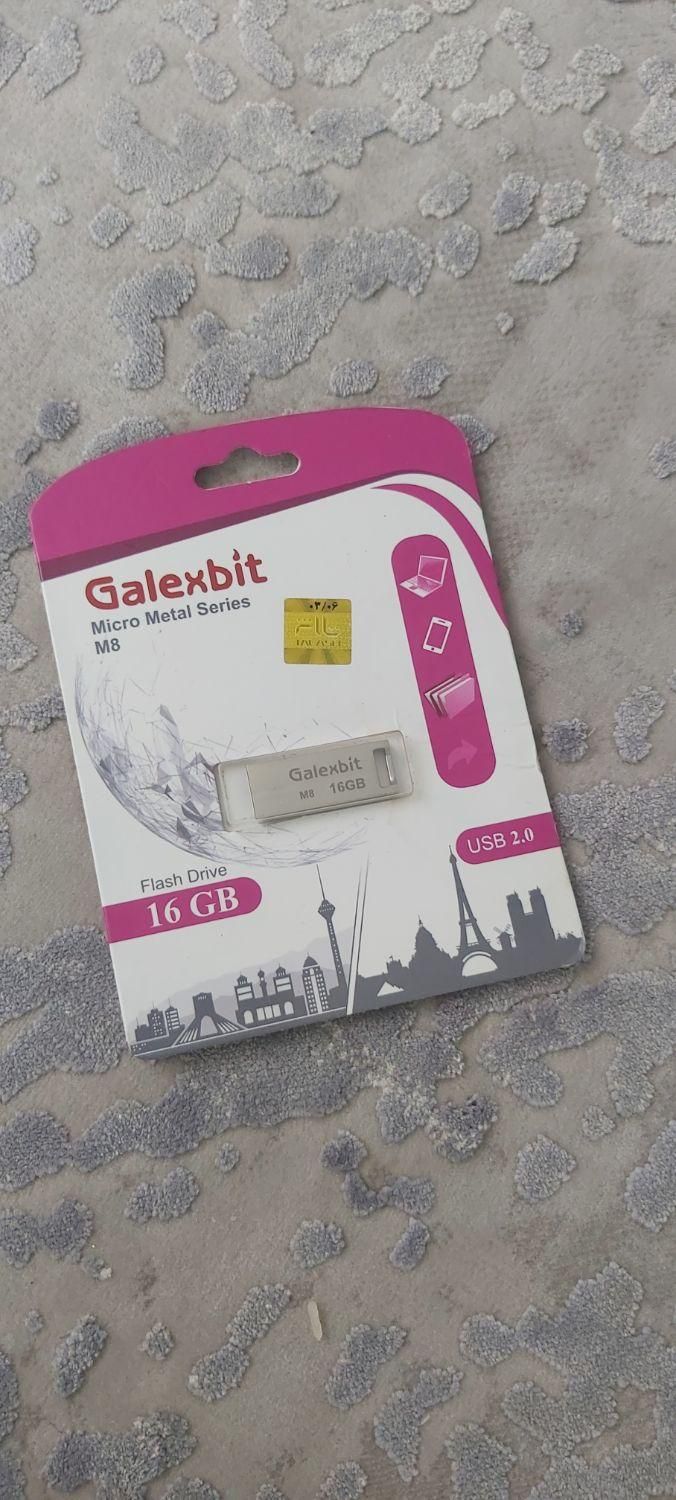 Galexbit
Micro Metal Series
M8
۰۳/۰۶
Galexbit
M8 16GB
USB 2.0
Flash Drive
16 GB